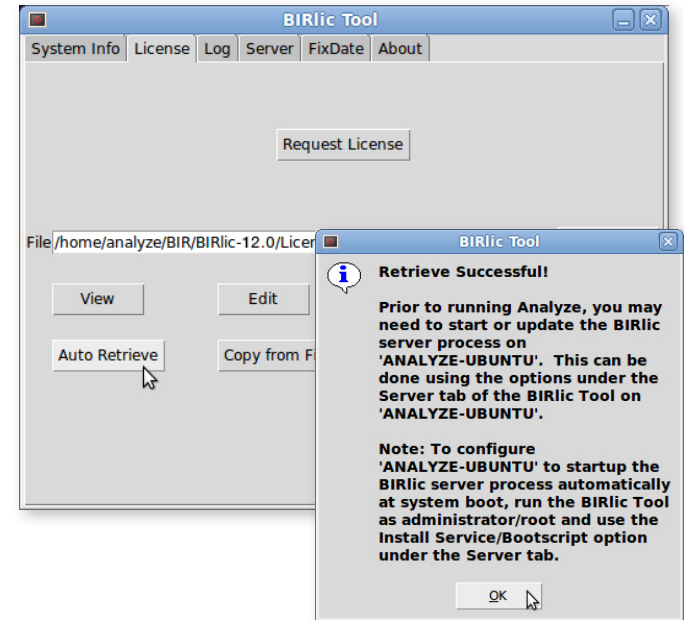 BIRlic Tool
System Info License Log Server FixDate About
Request License
File /home/analyze/BIR/BIRlic-12.0/Licen
View Edit
Auto Retrieve Copy from Fi
BIRlic Tool
Retrieve Successful!
Prior to running Analyze, you may
need to start or update the BIRlic
server process on
'ANALYZE-UBUNTU'. This can be
done using the options under the
Server tab of the BIRlic Tool on
'ANALYZE-UBUNTU'.
Note: To configure
'ANALYZE-UBUNTU' to startup the
BIRlic server process automatically
at system boot, run the BIRlic Tool
as administrator/root and use the
Install Service/Bootscript option
under the Server tab.
OK